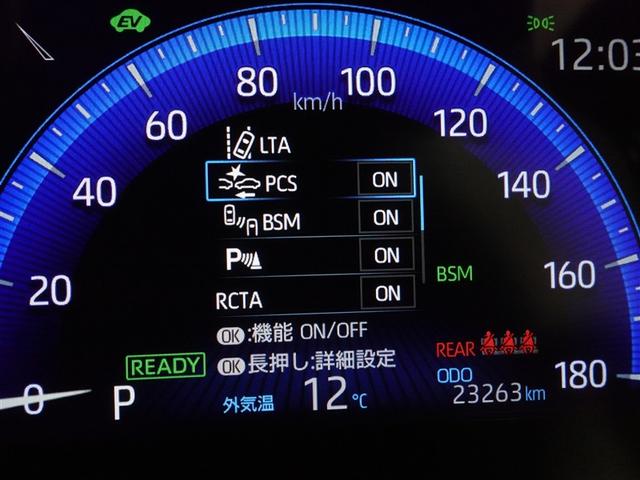 EV
12:03
80
100
km/h
60
120
LTA
40
PCS ON
140
BSM ON
P ON
BSM
160
20
RCTA ON
OK:機能 ON/OFF
REAR
READY
OK長押し:詳細設定
ODO
180
0
P
外気温 12℃
23263 km